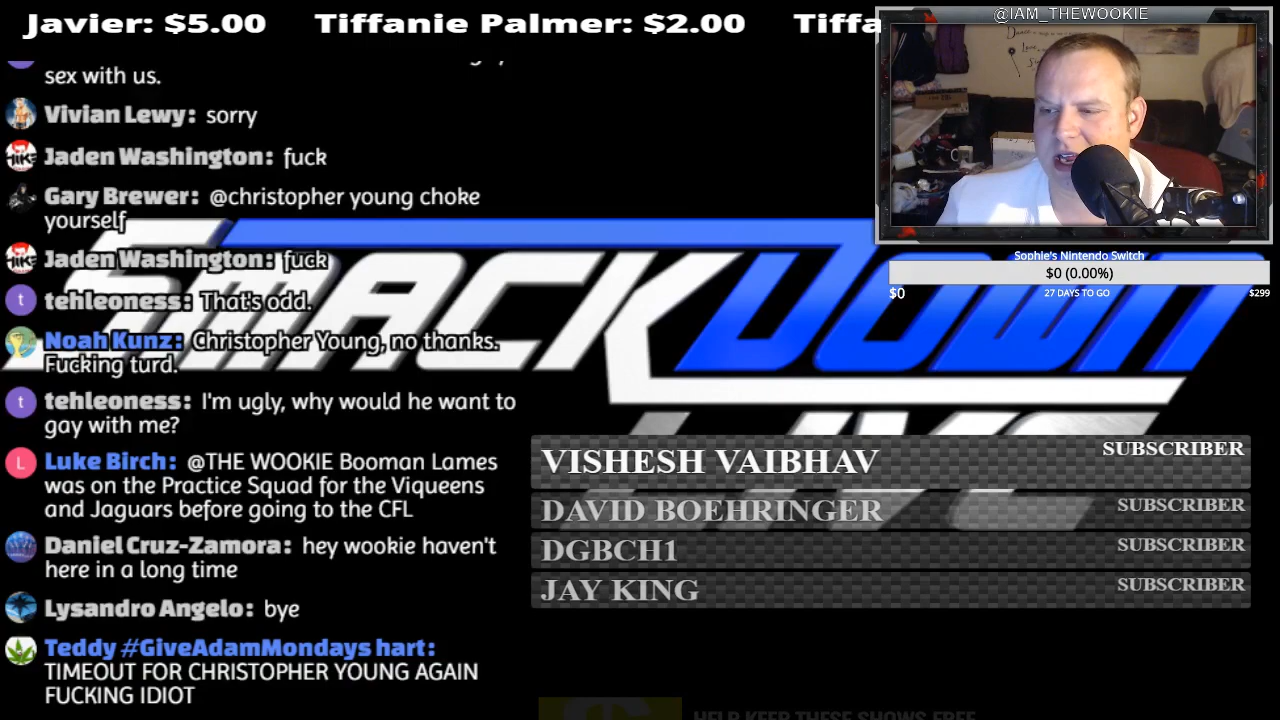 Javier: $5.00 Tiffanie Palmer: $2.00 Tiffa
@IAM_THEWOOKIE
sex with us.
Vivian Lewy: sorry
Jaden Washington: fuck
Gary Brewer: @christopher young choke
yourself
Jaden Washington: fuck
tehleoness: That's odd.
Noah Kunz: Christopher Young, no thanks.
Fucking turd.
tehleoness: I'm ugly, why would he want to
gay with me?
Luke Birch: @THE WOOKIE Booman Lames
was on the Practice Squad for the Viqueens
and Jaguars before going to the CFL
Daniel Cruz-Zamora: hey wookie haven't
here in a long time
Lysandro Angelo: bye
Teddy #GiveAdamMondays hart:
TIMEOUT FOR CHRISTOPHER YOUNG AGAIN
FUCKING IDIOT
Sophie's Nintendo Switch
$0 (0.00%)
$0 27 DAYS TO GO $299
SMACKDOWN
LIVE
VISHESH VAIBHAV SUBSCRIBER
DAVID BOEHRINGER SUBSCRIBER
DGBCH1 SUBSCRIBER
JAY KING SUBSCRIBER
HELP KEEP THESE SHOWS FREE